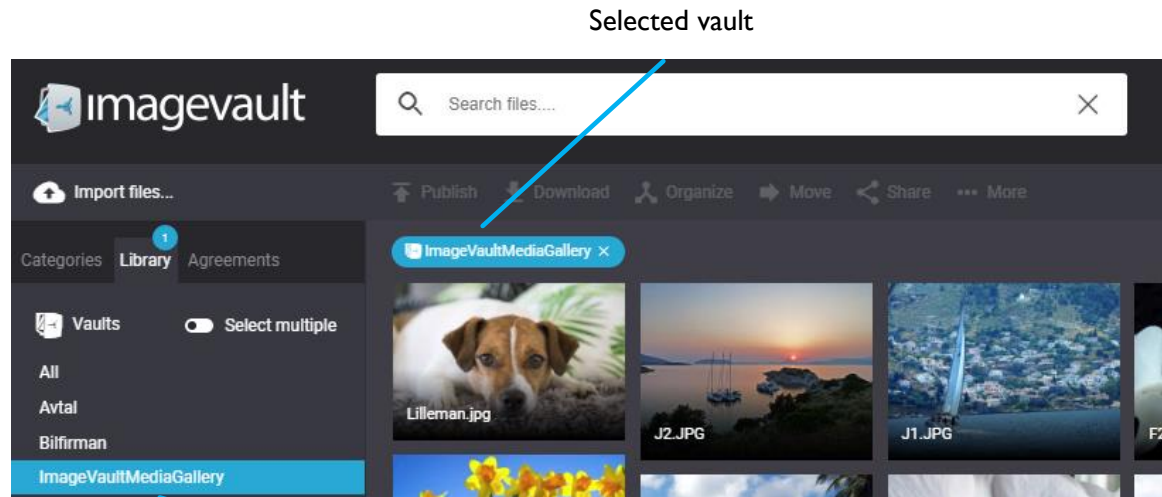 Selected vault
imagevault
Search files....
Import files...
Publish Download Organize Move Share More
Categories Library 1 Agreements
ImageVaultMediaGallery
Vaults Select multiple
All
Avtal
Bilfirman
ImageVaultMediaGallery
Lilleman.jpg
J2.JPG
J1.JPG